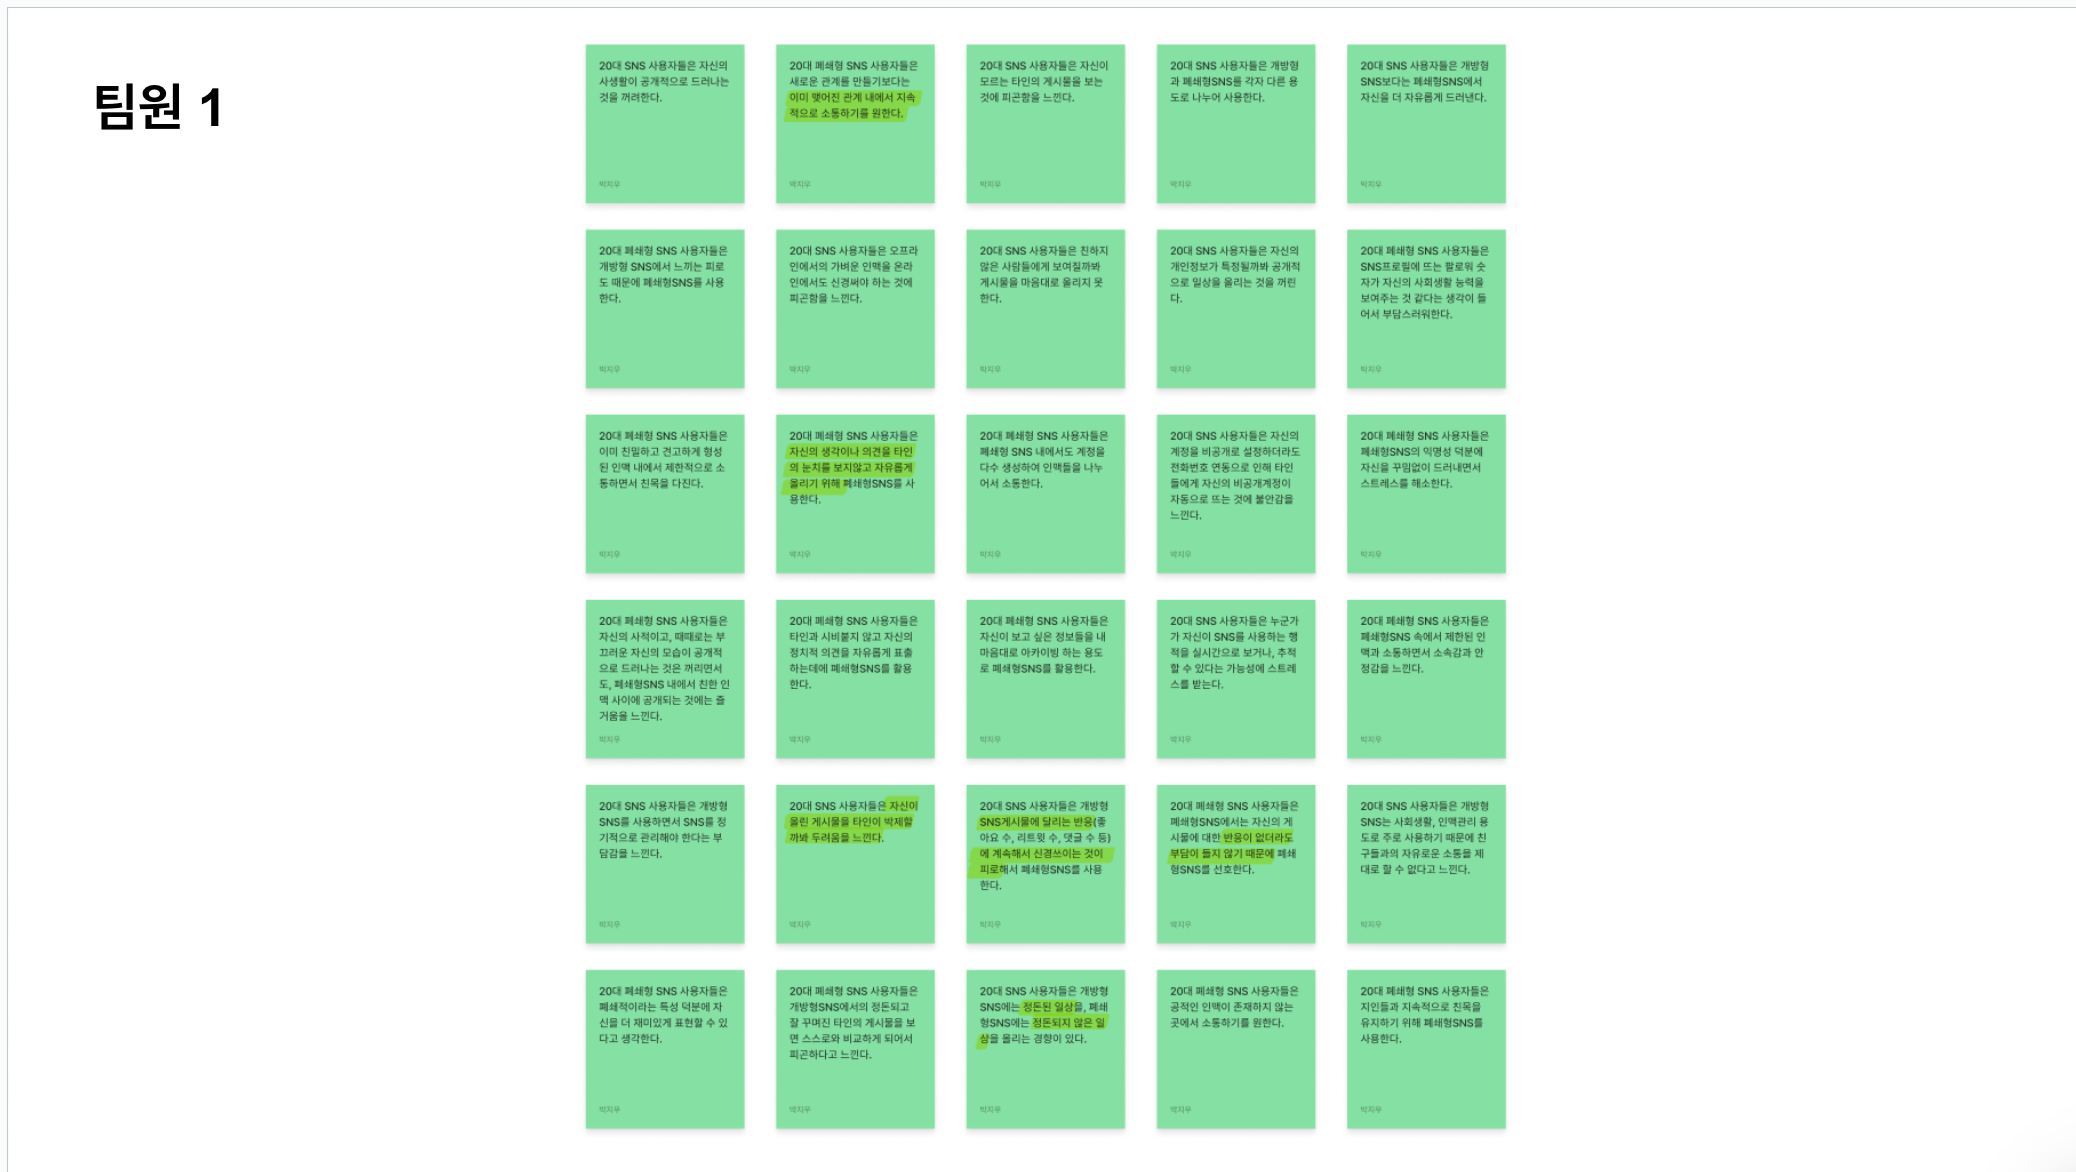 팀원 1
20대 SNS 사용자들은 자신의
사생활이 공개적으로 드러나는
것을 꺼려한다.
박지우
20대 폐쇄형 SNS 사용자들은
새로운 관계를 만들기보다는
이미 맺어진 관계 내에서 지속
적으로 소통하기를 원한다.
박지우
20대 SNS 사용자들은 자신이
모르는 타인의 게시물을 보는
것에 피곤함을 느낀다.
박지우
20대 SNS 사용자들은 개방형
과 폐쇄형SNS를 각자 다른 용
도로 나누어 사용한다.
박지우
20대 SNS 사용자들은 개방형
SNS보다는 폐쇄형SNS에서
자신을 더 자유롭게 드러낸다.
박지우
20대 폐쇄형 SNS 사용자들은
개방형 SNS에서 느끼는 피로
도 때문에 폐쇄형SNS를 사용
한다.
박지우
20대 SNS 사용자들은 오프라
인에서의 가벼운 인맥을 온라
인에서도 신경써야 하는 것에
피곤함을 느낀다.
박지우
20대 SNS 사용자들은 친하지
않은 사람들에게 보여질까봐
게시물을 마음대로 올리지 못
한다.
박지우
20대 SNS 사용자들은 자신의
개인정보가 특정될까봐 공개적
으로 일상을 올리는 것을 꺼린
다.
박지우
20대 폐쇄형 SNS 사용자들은
SNS프로필에 뜨는 팔로워 숫
자가 자신의 사회생활 능력을
보여주는 것 같다는 생각이 들
어서 부담스러워한다.
박지우
20대 폐쇄형 SNS 사용자들은
이미 친밀하고 견고하게 형성
된 인맥 내에서 제한적으로 소
통하면서 친목을 다진다.
박지우
20대 폐쇄형 SNS 사용자들은
자신의 생각이나 의견을 타인
의 눈치를 보지않고 자유롭게
올리기 위해 폐쇄형SNS를 사
용한다.
박지우
20대 폐쇄형 SNS 사용자들은
폐쇄형 SNS 내에서도 계정을
다수 생성하여 인맥들을 나누
어서 소통한다.
박지우
20대 SNS 사용자들은 자신의
계정을 비공개로 설정하더라도
전화번호 연동으로 인해 타인
들에게 자신의 비공개계정이
자동으로 뜨는 것에 불안감을
느낀다.
박지우
20대 폐쇄형 SNS 사용자들은
폐쇄형SNS의 익명성 덕분에
자신을 꾸밈없이 드러내면서
스트레스를 해소한다.
박지우
20대 폐쇄형 SNS 사용자들은
자신의 사적이고, 때때로는 부
끄러운 자신의 모습이 공개적
으로 드러나는 것은 꺼리면서
도, 폐쇄형SNS 내에서 친한 인
맥 사이에 공개되는 것에는 즐
거움을 느낀다.
박지우
20대 폐쇄형 SNS 사용자들은
타인과 시비붙지 않고 자신의
정치적 의견을 자유롭게 표출
하는데에 폐쇄형SNS를 활용
한다.
박지우
20대 폐쇄형 SNS 사용자들은
자신이 보고 싶은 정보들을 내
마음대로 아카이빙 하는 용도
로 폐쇄형SNS를 활용한다.
박지우
20대 SNS 사용자들은 누군가
가 자신이 SNS를 사용하는 행
적을 실시간으로 보거나, 추적
할 수 있다는 가능성에 스트레
스를 받는다.
박지우
20대 폐쇄형 SNS 사용자들은
폐쇄형SNS 속에서 제한된 인
맥과 소통하면서 소속감과 안
정감을 느낀다.
박지우
20대 SNS 사용자들은 개방형
SNS를 사용하면서 SNS를 정
기적으로 관리해야 한다는 부
담감을 느낀다.
박지우
20대 SNS 사용자들은 자신이
올린 게시물을 타인이 박제할
까봐 두려움을 느낀다.
박지우
20대 SNS 사용자들은 개방형
SNS게시물에 달리는 반응(좋
아요 수, 리트윗 수, 댓글 수 등)
에 계속해서 신경쓰이는 것이
피로해서 폐쇄형SNS를 사용
한다.
박지우
20대 폐쇄형 SNS 사용자들은
폐쇄형SNS에서는 자신의 게
시물에 대한 반응이 없더라도
부담이 들지 않기 때문에 폐쇄
형SNS를 선호한다.
박지우
20대 SNS 사용자들은 개방형
SNS는 사회생활, 인맥관리 용
도로 주로 사용하기 때문에 친
구들과의 자유로운 소통을 제
대로 할 수 없다고 느낀다.
박지우
20대 폐쇄형 SNS 사용자들은
폐쇄적이라는 특성 덕분에 자
신을 더 재미있게 표현할 수 있
다고 생각한다.
박지우
20대 폐쇄형 SNS 사용자들은
개방형SNS에서의 정돈되고
잘 꾸며진 타인의 게시물을 보
면 스스로와 비교하게 되어서
피곤하다고 느낀다.
박지우
20대 SNS 사용자들은 개방형
SNS에는 정돈된 일상을, 폐쇄
형SNS에는 정돈되지 않은 일
상을 올리는 경향이 있다.
박지우
20대 폐쇄형 SNS 사용자들은
공적인 인맥이 존재하지 않는
곳에서 소통하기를 원한다.
박지우
20대 폐쇄형 SNS 사용자들은
지인들과 지속적으로 친목을
유지하기 위해 폐쇄형SNS를
사용한다.
박지우